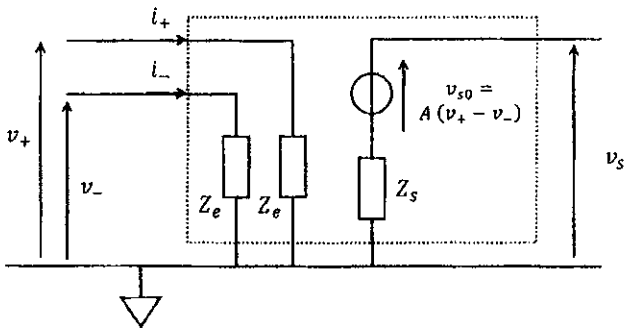 i₊
i₋
v₊
v₋
Zₑ
Zₑ
vₛ₀ =
A (v₊ − v₋)
Zₛ
vₛ